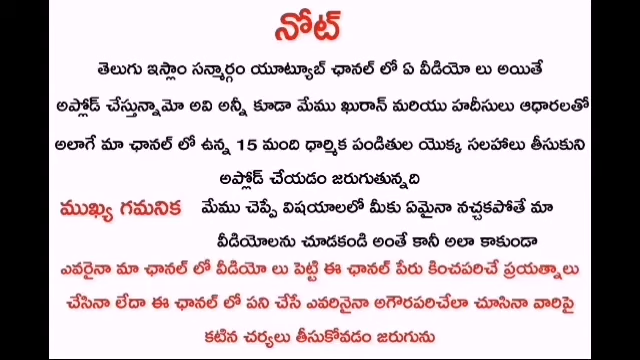 నోట్
తెలుగు ఇస్లాం సన్మార్గం యూట్యూబ్ ఛానల్ లో ఏ వీడియో లు అయితే
అప్లోడ్ చేస్తున్నామో అవి అన్నీ కూడా మేము ఖురాన్ మరియు హదీసులు ఆధారలతో
అలాగే మా ఛానల్ లో ఉన్న 15 మంది ధార్మిక పండితుల యొక్క సలహాలు తీసుకుని
అప్లోడ్ చేయడం జరుగుతున్నది
ముఖ్య గమనిక మేము చెప్పే విషయాలలో మీకు ఏమైనా నచ్చకపోతే మా
వీడియోలను చూడకండి అంతే కానీ అలా కాకుండా
ఎవరైనా మా ఛానల్ లో వీడియో లు పెట్టి ఈ ఛానల్ పేరు కించపరిచే ప్రయత్నాలు
చేసినా లేదా ఈ ఛానల్ లో పని చేసే ఎవరినైనా అగౌరపరిచేలా చూసినా వారిపై
కటిన చర్యలు తీసుకోవడం జరుగును